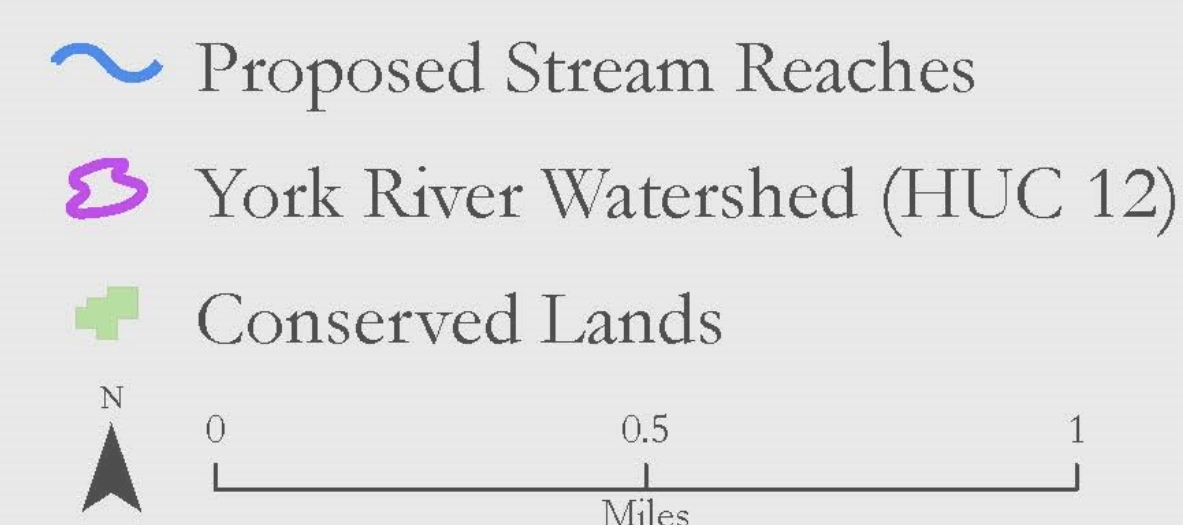 Proposed Stream Reaches
York River Watershed (HUC 12)
Conserved Lands
N
0 0.5 1
Miles